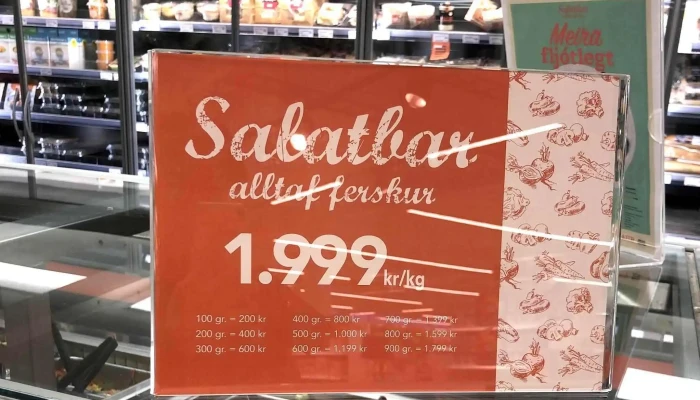 Meira
fljótlegt
Salatbar
alltaf ferskur
1.999 kr/kg
100 gr. = 200 kr 400 gr. = 800 kr 700 gr. = 1.399 kr
200 gr. = 400 kr 500 gr. = 1.000 kr 800 gr. = 1.599 kr
300 gr. = 600 kr 600 gr. = 1.199 kr 900 gr. = 1.799 kr